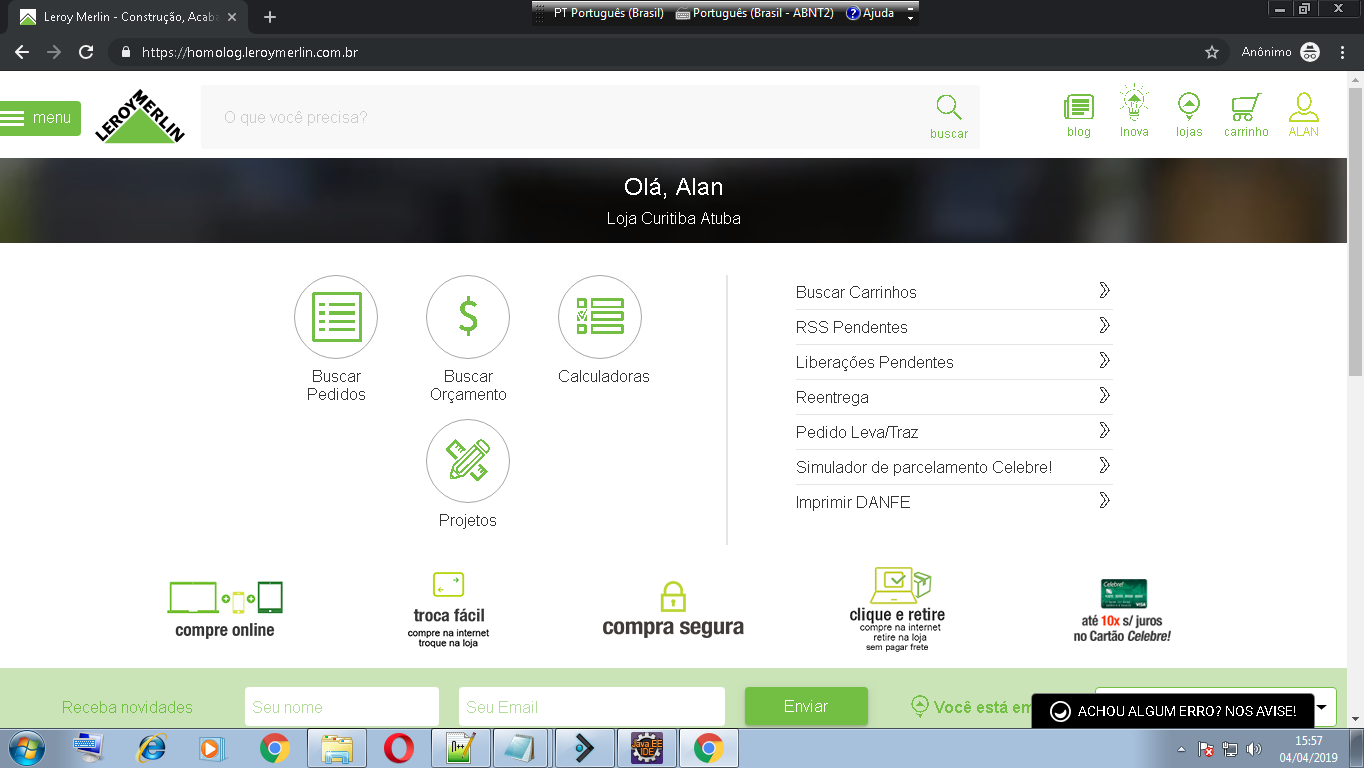 Leroy Merlin - Construção, Acaba
PT Português (Brasil) Português (Brasil - ABNT2) Ajuda
https://homolog.leroymerlin.com.br
Anônimo
menu
LEROY MERLIN
O que você precisa?
buscar
blog
Inova
lojas
carrinho
ALAN
Olá, Alan
Loja Curitiba Atuba
Buscar
Pedidos
Buscar
Orçamento
Calculadoras
Projetos
Buscar Carrinhos
RSS Pendentes
Liberações Pendentes
Reentrega
Pedido Leva/Traz
Simulador de parcelamento Celebre!
Imprimir DANFE
compre online
troca fácil
compre na internet
troque na loja
compra segura
clique e retire
compre na internet
retire na loja
sem pagar frete
Celebre!
VISA
até 10x s/ juros
no Cartão Celebre!
Receba novidades
Seu nome
Seu Email
Enviar
Você está em
ACHOU ALGUM ERRO? NOS AVISE!
Java EE
IDE
15:57
04/04/2019